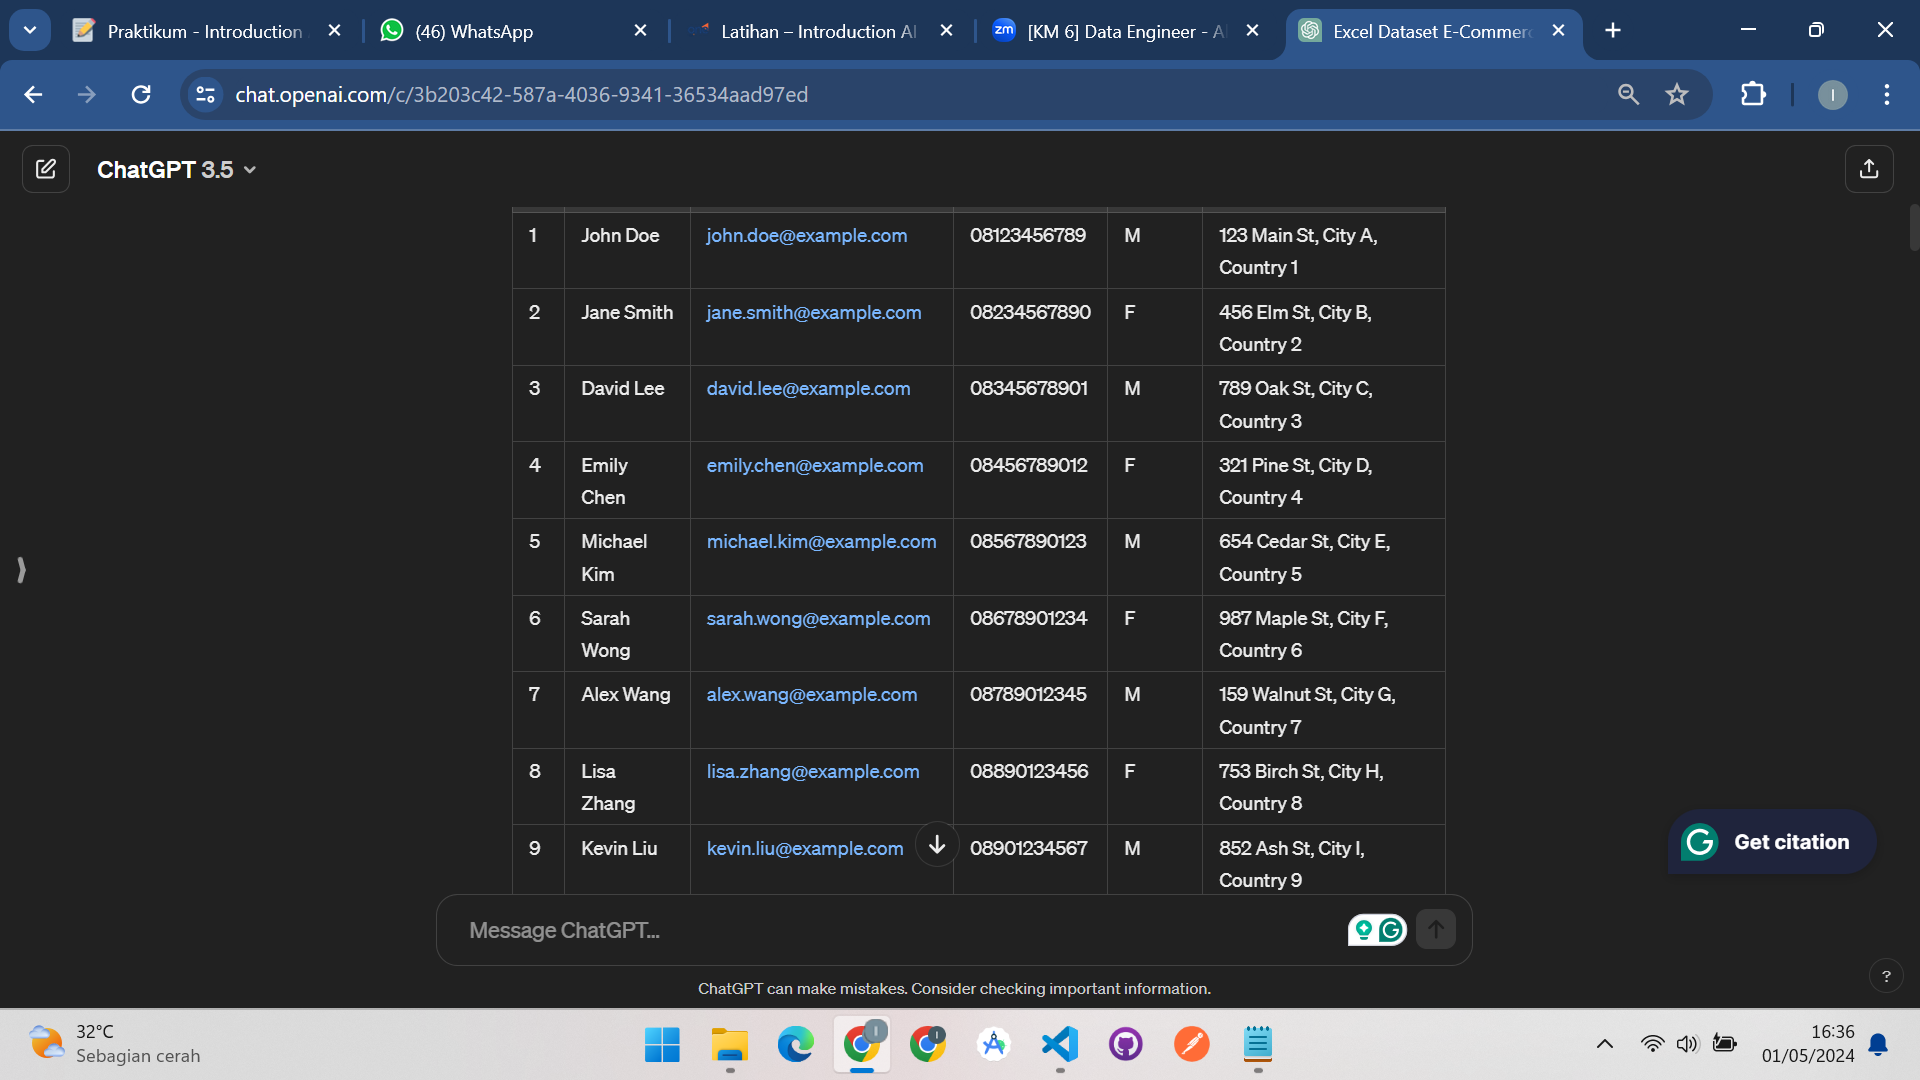 Praktikum - Introduction
(46) WhatsApp
Latihan – Introduction AI
zm
[KM 6] Data Engineer - A
Excel Dataset E-Commerc
chat.openai.com/c/3b203c42-587a-4036-9341-36534aad97ed
I
ChatGPT 3.5
1 John Doe john.doe@example.com 08123456789 M 123 Main St, City A,
Country 1
2 Jane Smith jane.smith@example.com 08234567890 F 456 Elm St, City B,
Country 2
3 David Lee david.lee@example.com 08345678901 M 789 Oak St, City C,
Country 3
4 Emily emily.chen@example.com 08456789012 F 321 Pine St, City D,
Chen Country 4
5 Michael michael.kim@example.com 08567890123 M 654 Cedar St, City E,
Kim Country 5
6 Sarah sarah.wong@example.com 08678901234 F 987 Maple St, City F,
Wong Country 6
7 Alex Wang alex.wang@example.com 08789012345 M 159 Walnut St, City G,
Country 7
8 Lisa lisa.zhang@example.com 08890123456 F 753 Birch St, City H,
Zhang Country 8
9 Kevin Liu kevin.liu@example.com 08901234567 M 852 Ash St, City I,
Country 9
Get citation
Message ChatGPT...
ChatGPT can make mistakes. Consider checking important information.
?
32°C
Sebagian cerah
16:36
01/05/2024